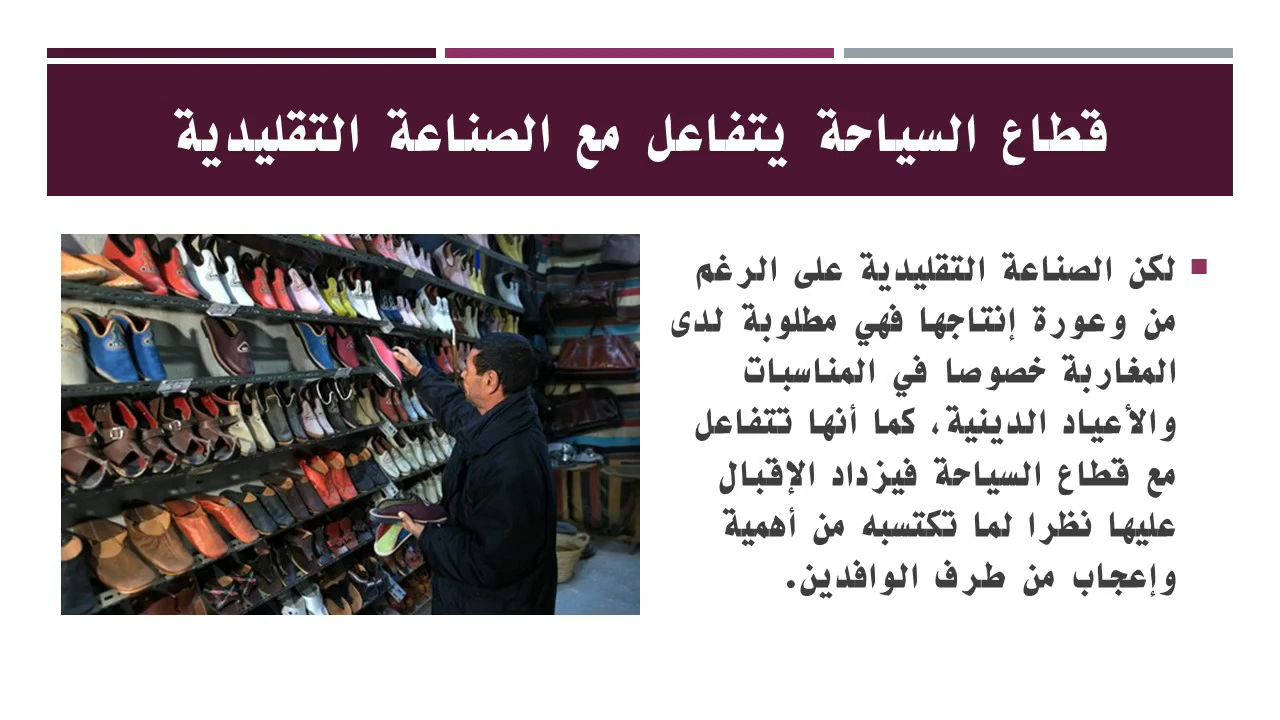 قطاع السياحة يتفاعل مع الصناعة التقليدية
لكن الصناعة التقليدية على الرغم
من وعورة إنتاجها فهي مطلوبة لدى
المغاربة خصوصا في المناسبات
والأعياد الدينية، كما أنها تتفاعل
مع قطاع السياحة فيزداد الإقبال
عليها نظرا لما تكتسبه من أهمية
وإعجاب من طرف الوافدين.